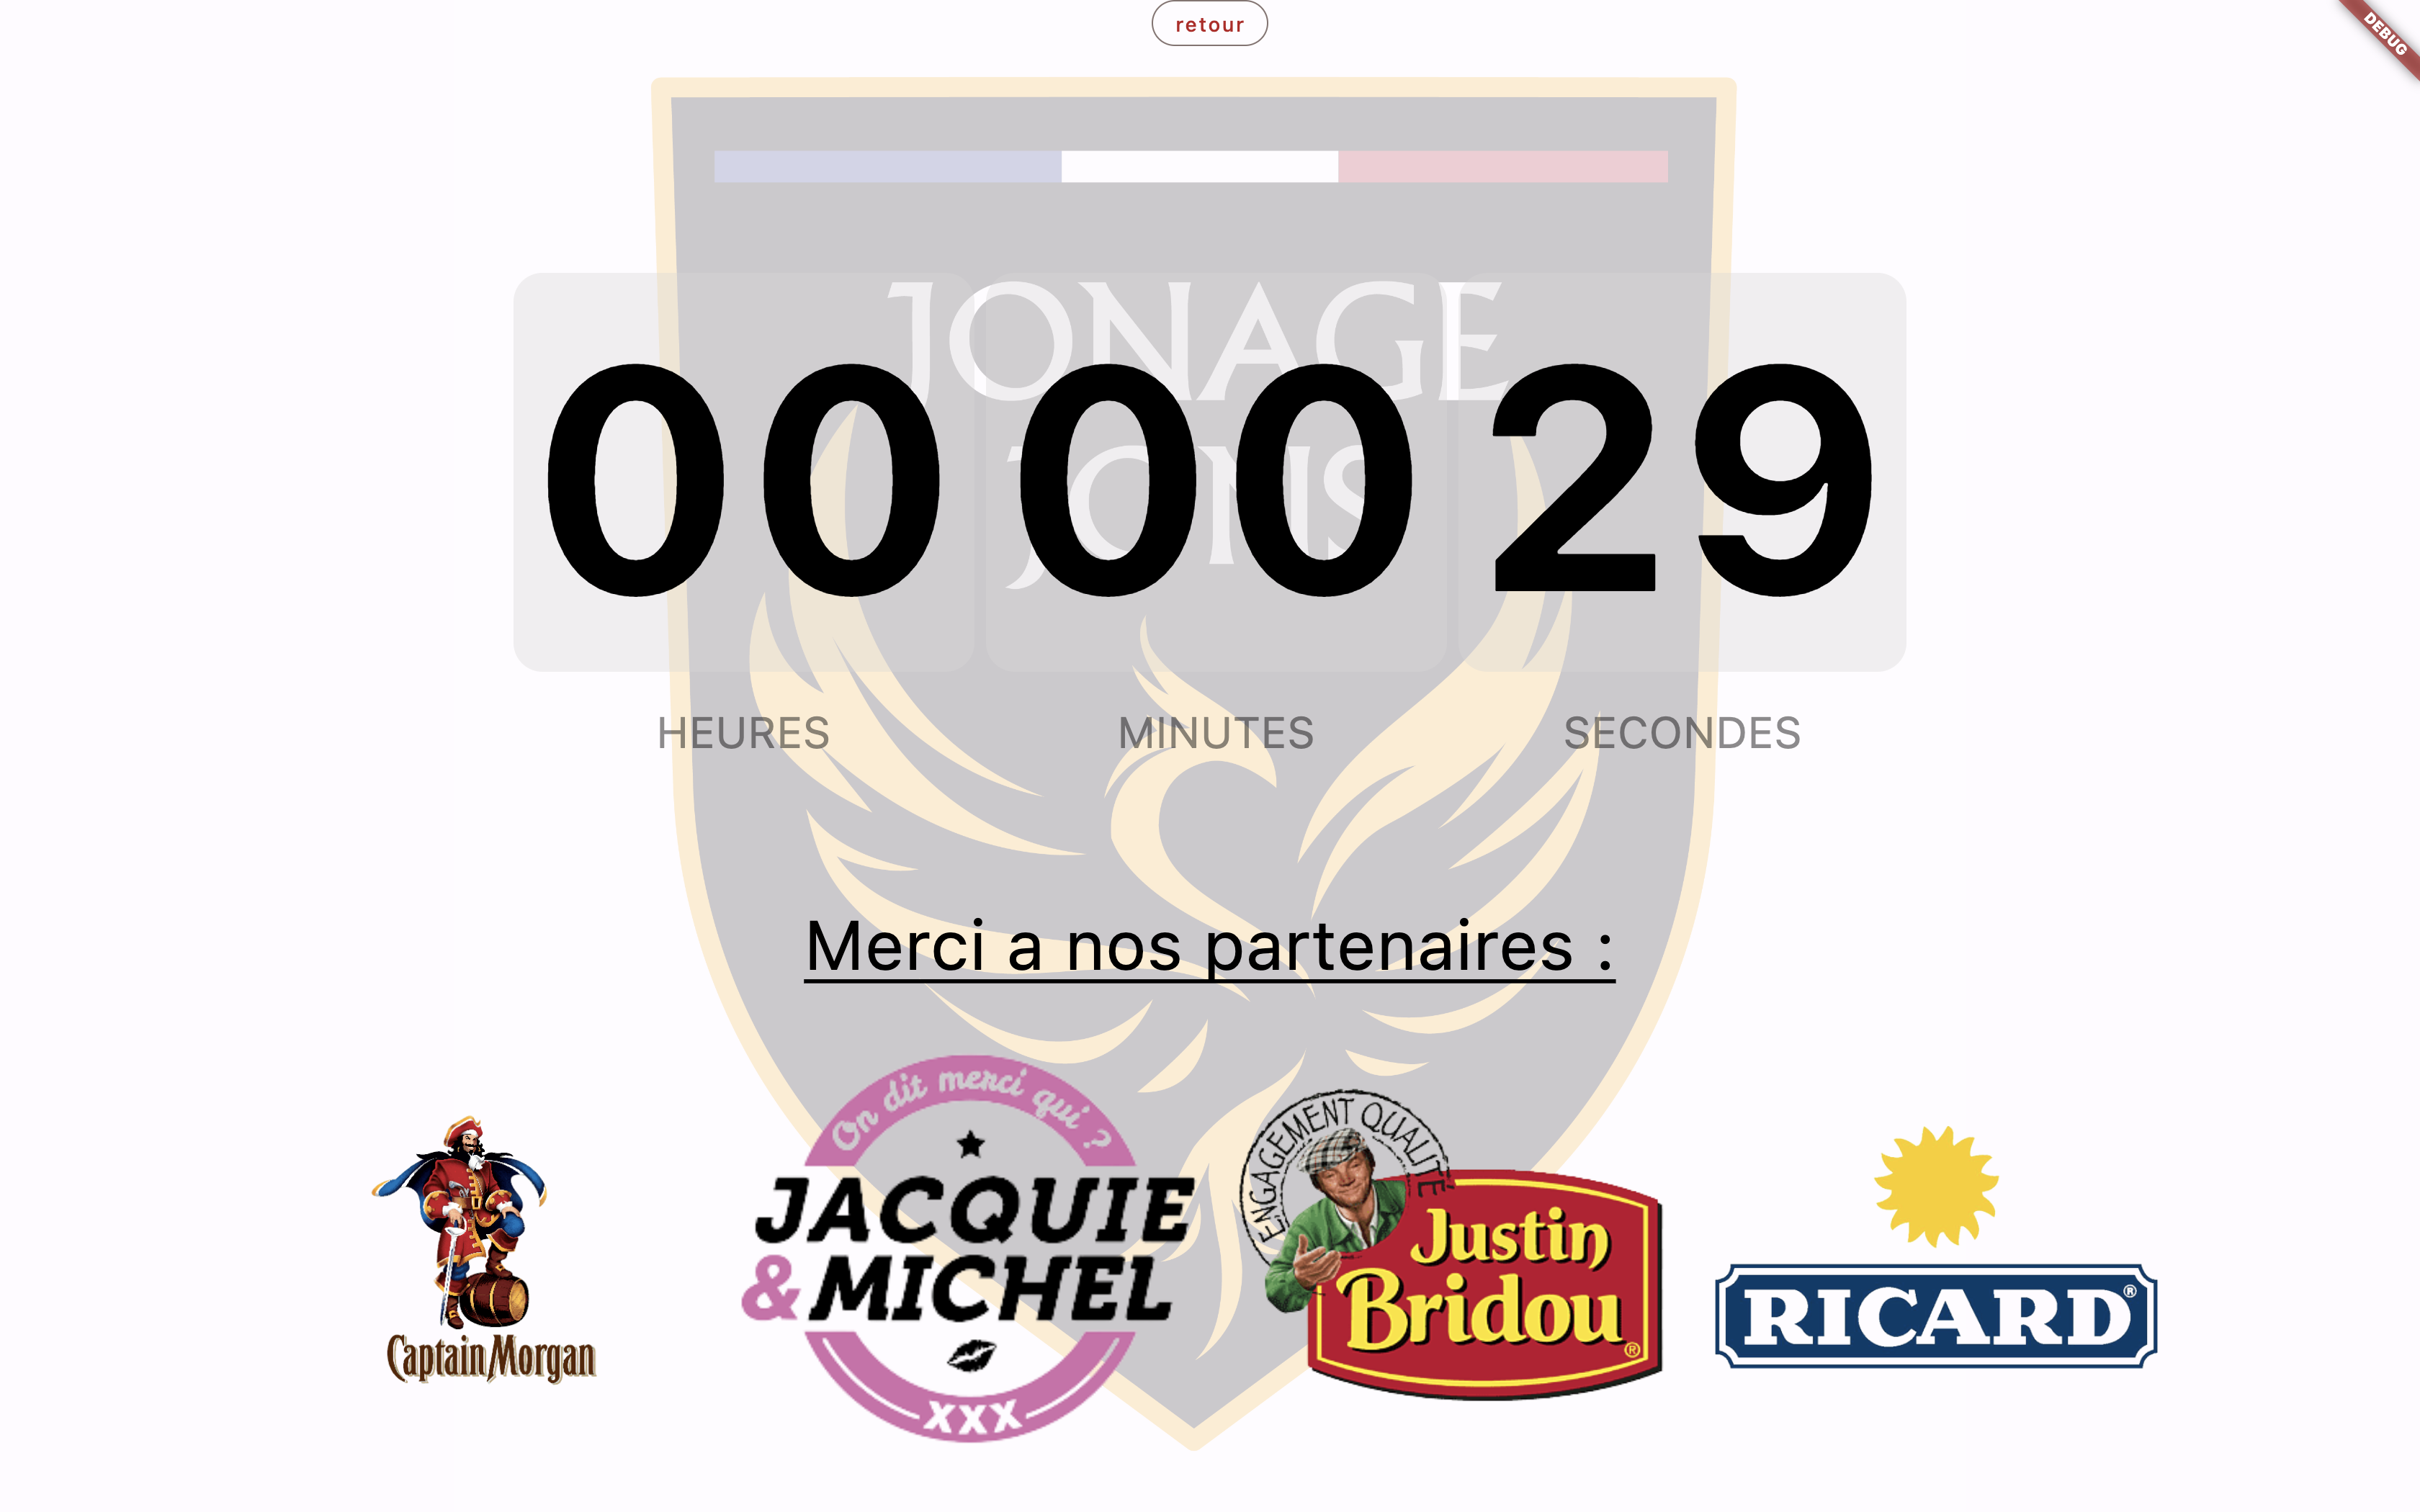 retour
DEBUG
JONAGE
JONS
00 00 29
HEURES MINUTES SECONDES
Merci a nos partenaires :
On dit merci qui ?
JACQUIE
& MICHEL
XXX
ENGAGEMENT QUALITÉ
Justin
Bridou ®
RICARD ®
Captain Morgan